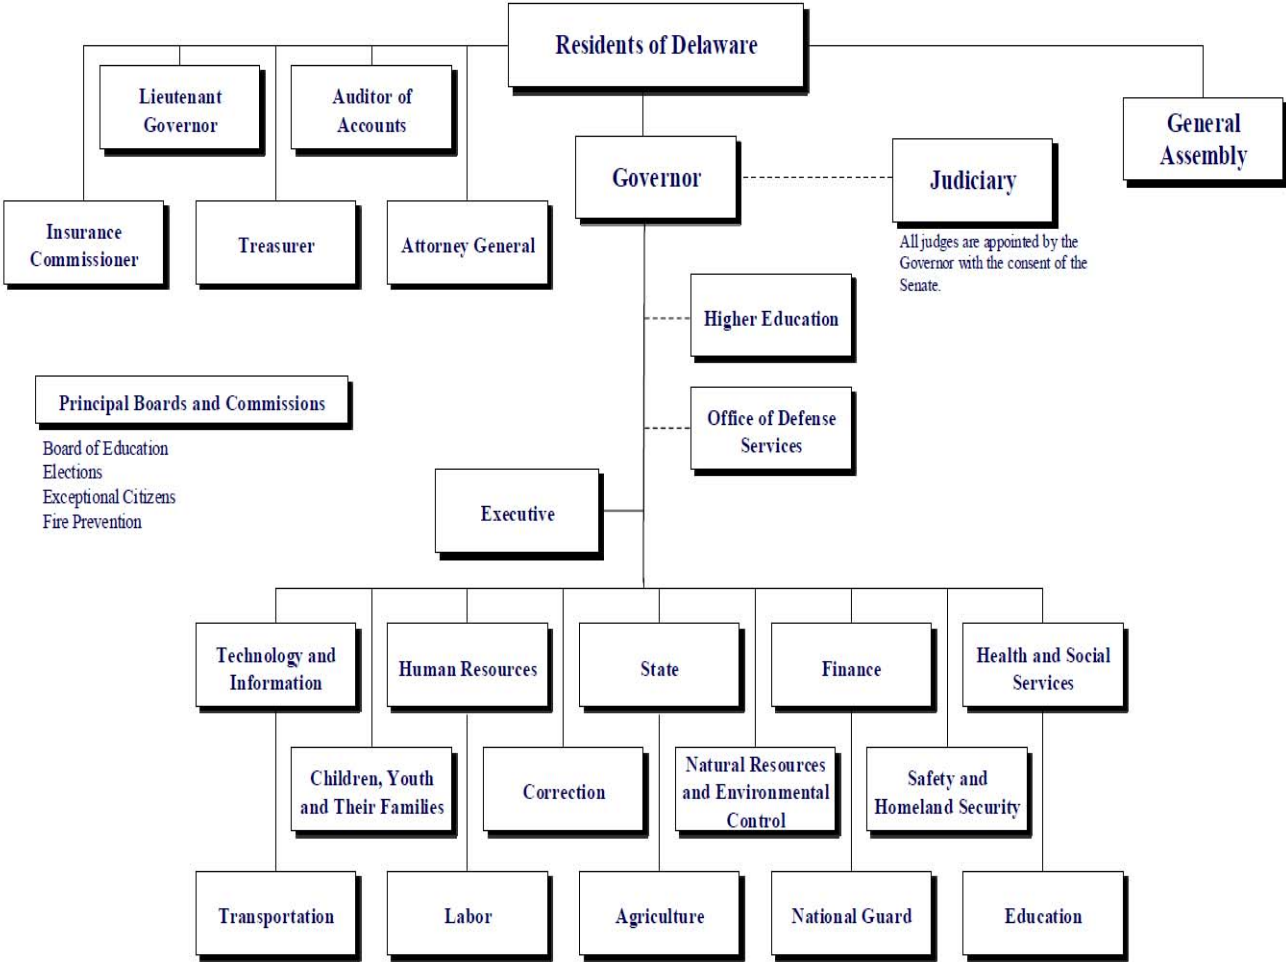 Residents of Delaware
Lieutenant
Governor
Auditor of
Accounts
General
Assembly
Governor
Judiciary
Insurance
Commissioner
Treasurer
Attorney General
All judges are appointed by the
Governor with the consent of the
Senate.
Higher Education
Principal Boards and Commissions
Board of Education
Elections
Exceptional Citizens
Fire Prevention
Office of Defense
Services
Executive
Technology and
Information
Human Resources
State
Finance
Health and Social
Services
Children, Youth
and Their Families
Correction
Natural Resources
and Environmental
Control
Safety and
Homeland Security
Transportation
Labor
Agriculture
National Guard
Education